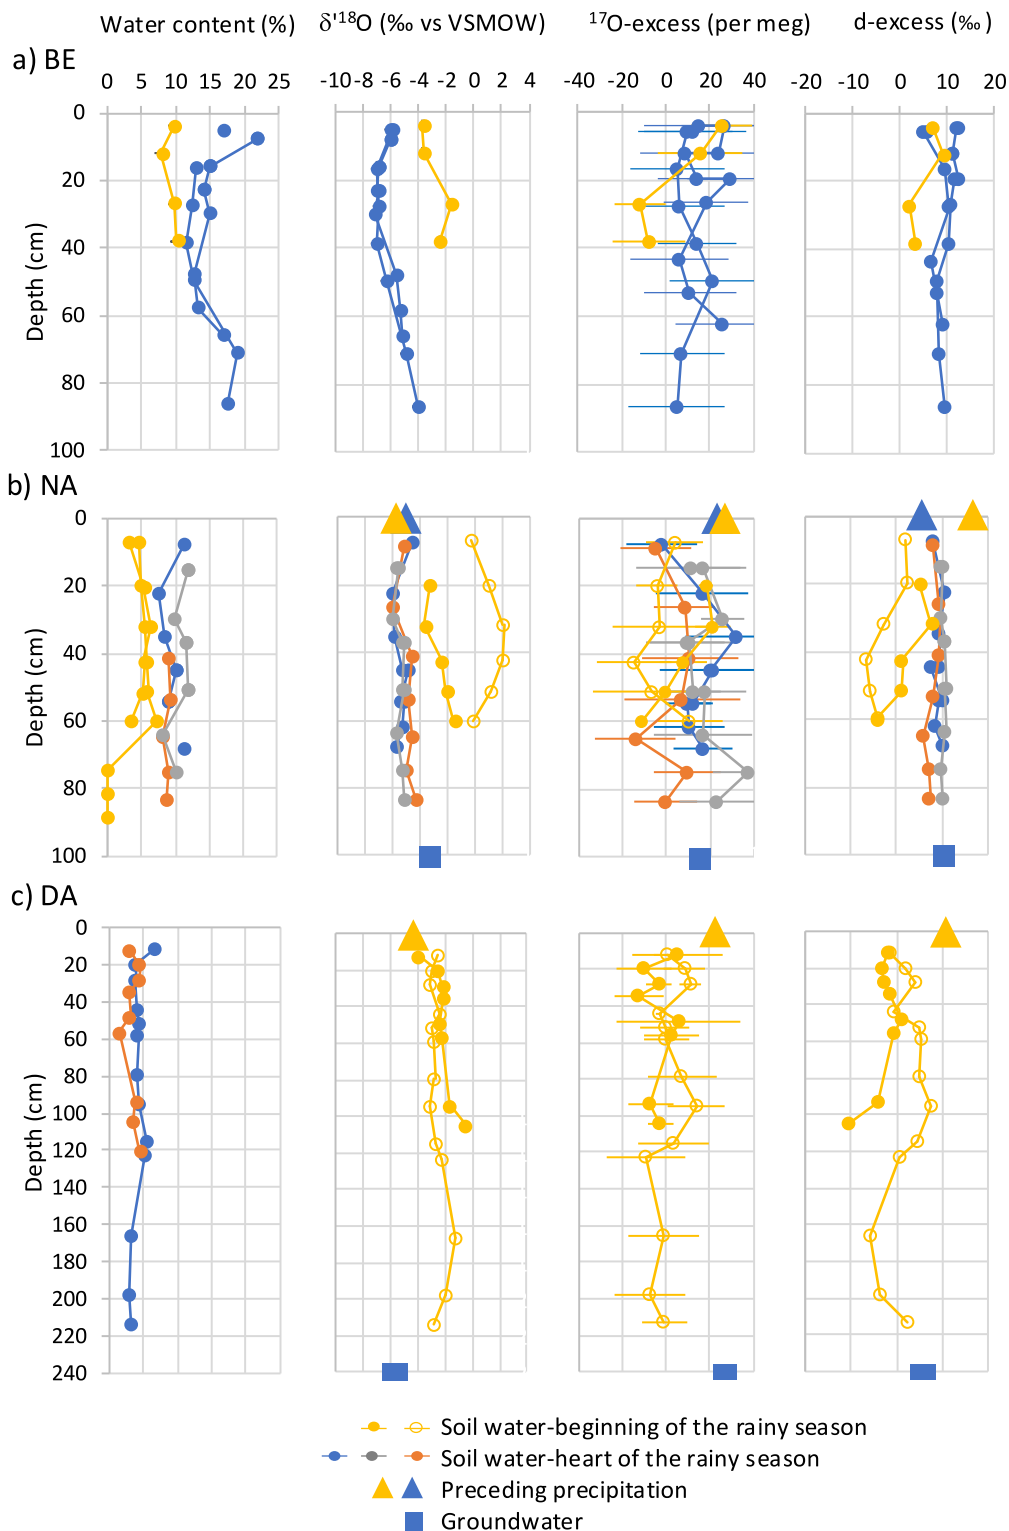 Water content (%) δ'¹⁸O (‰ vs VSMOW) ¹⁷O-excess (per meg) d-excess (‰)
a) BE
0 5 10 15 20 25 -10 -8 -6 -4 -2 0 2 4 -40 -20 0 20 40 -20 -10 0 10 20
0
20
40
60
80
100
Depth (cm)
b) NA
0
20
40
60
80
100
Depth (cm)
c) DA
0
20
40
60
80
100
120
140
160
180
200
220
240
Depth (cm)
Soil water-beginning of the rainy season
Soil water-heart of the rainy season
Preceding precipitation
Groundwater